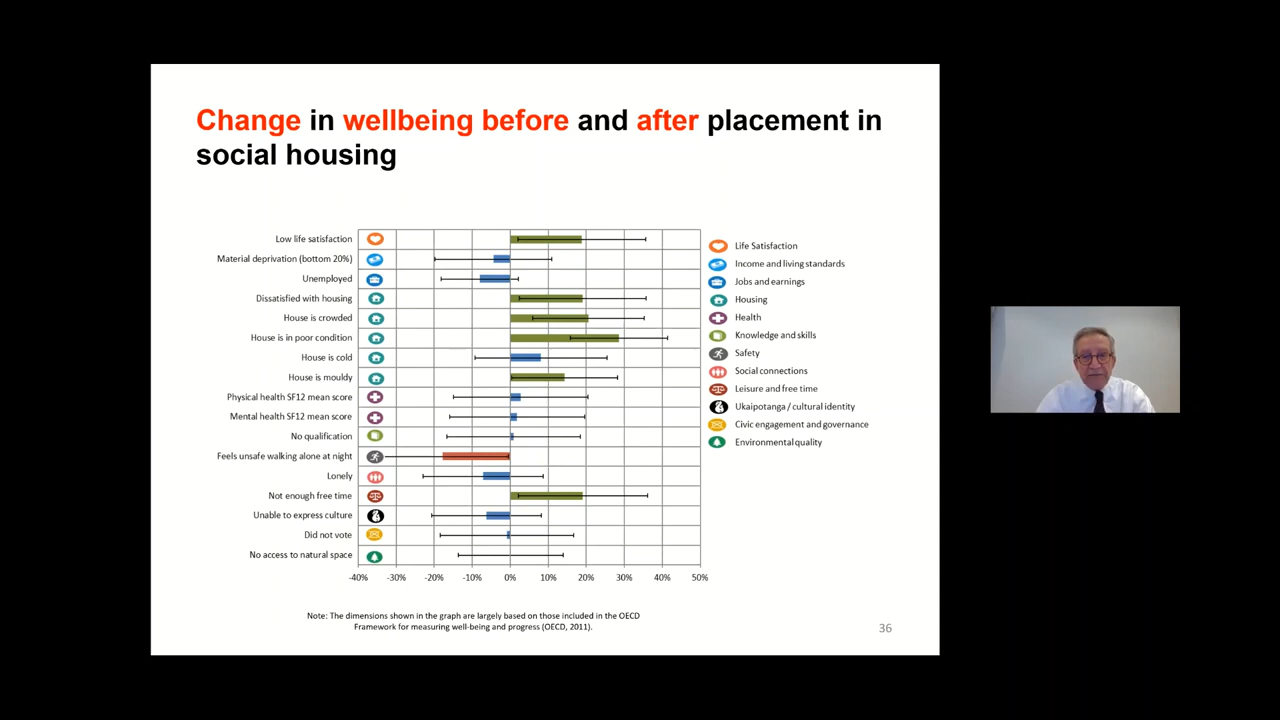 Change in wellbeing before and after placement in
social housing
Low life satisfaction
Material deprivation (bottom 20%)
Unemployed
Dissatisfied with housing
House is crowded
House is in poor condition
House is cold
House is mouldy
Physical health SF12 mean score
Mental health SF12 mean score
No qualification
Feels unsafe walking alone at night
Lonely
Not enough free time
Unable to express culture
Did not vote
No access to natural space
-40% -30% -20% -10% 0% 10% 20% 30% 40% 50%
Life Satisfaction
Income and living standards
Jobs and earnings
Housing
Health
Knowledge and skills
Safety
Social connections
Leisure and free time
Ukaipotanga / cultural identity
Civic engagement and governance
Environmental quality
Note: The dimensions shown in the graph are largely based on those included in the OECD
Framework for measuring well-being and progress (OECD, 2011).
36